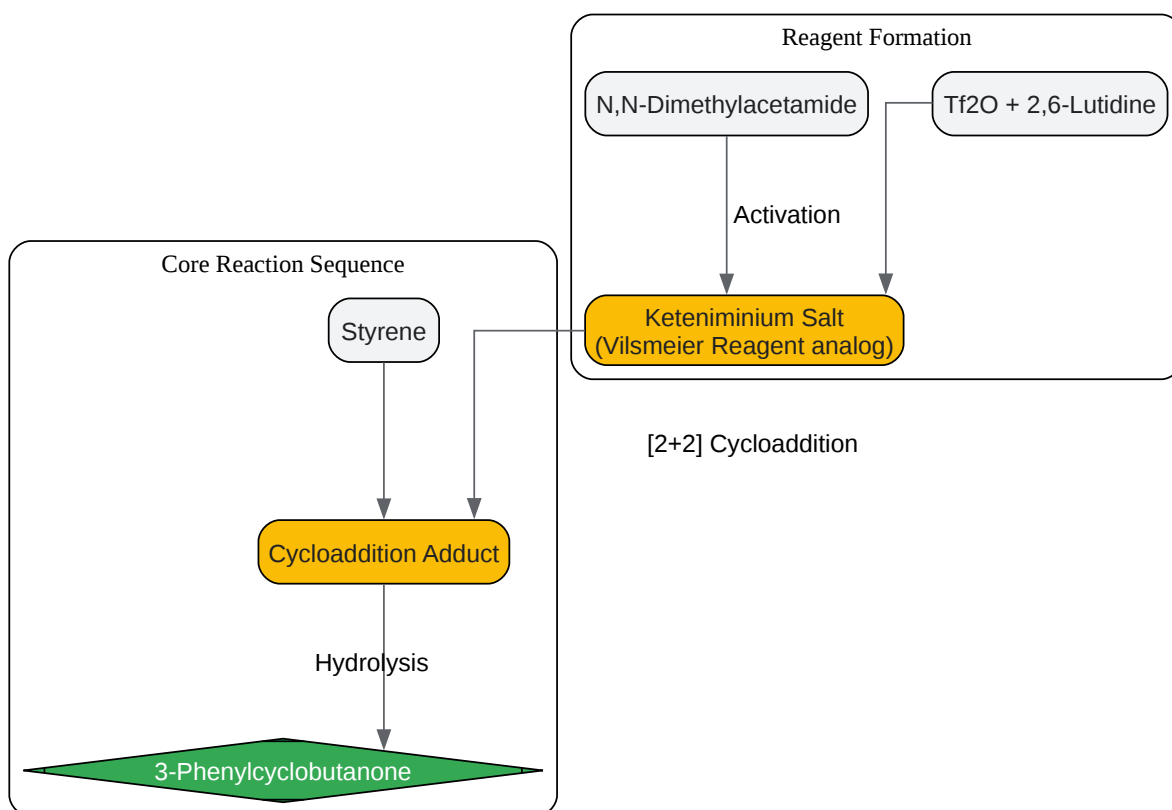 Reagent Formation
N,N-Dimethylacetamide
Tf2O + 2,6-Lutidine
Activation
Keteniminium Salt
(Vilsmeier Reagent analog)
Core Reaction Sequence
Styrene
[2+2] Cycloaddition
Cycloaddition Adduct
Hydrolysis
3-Phenylcyclobutanone